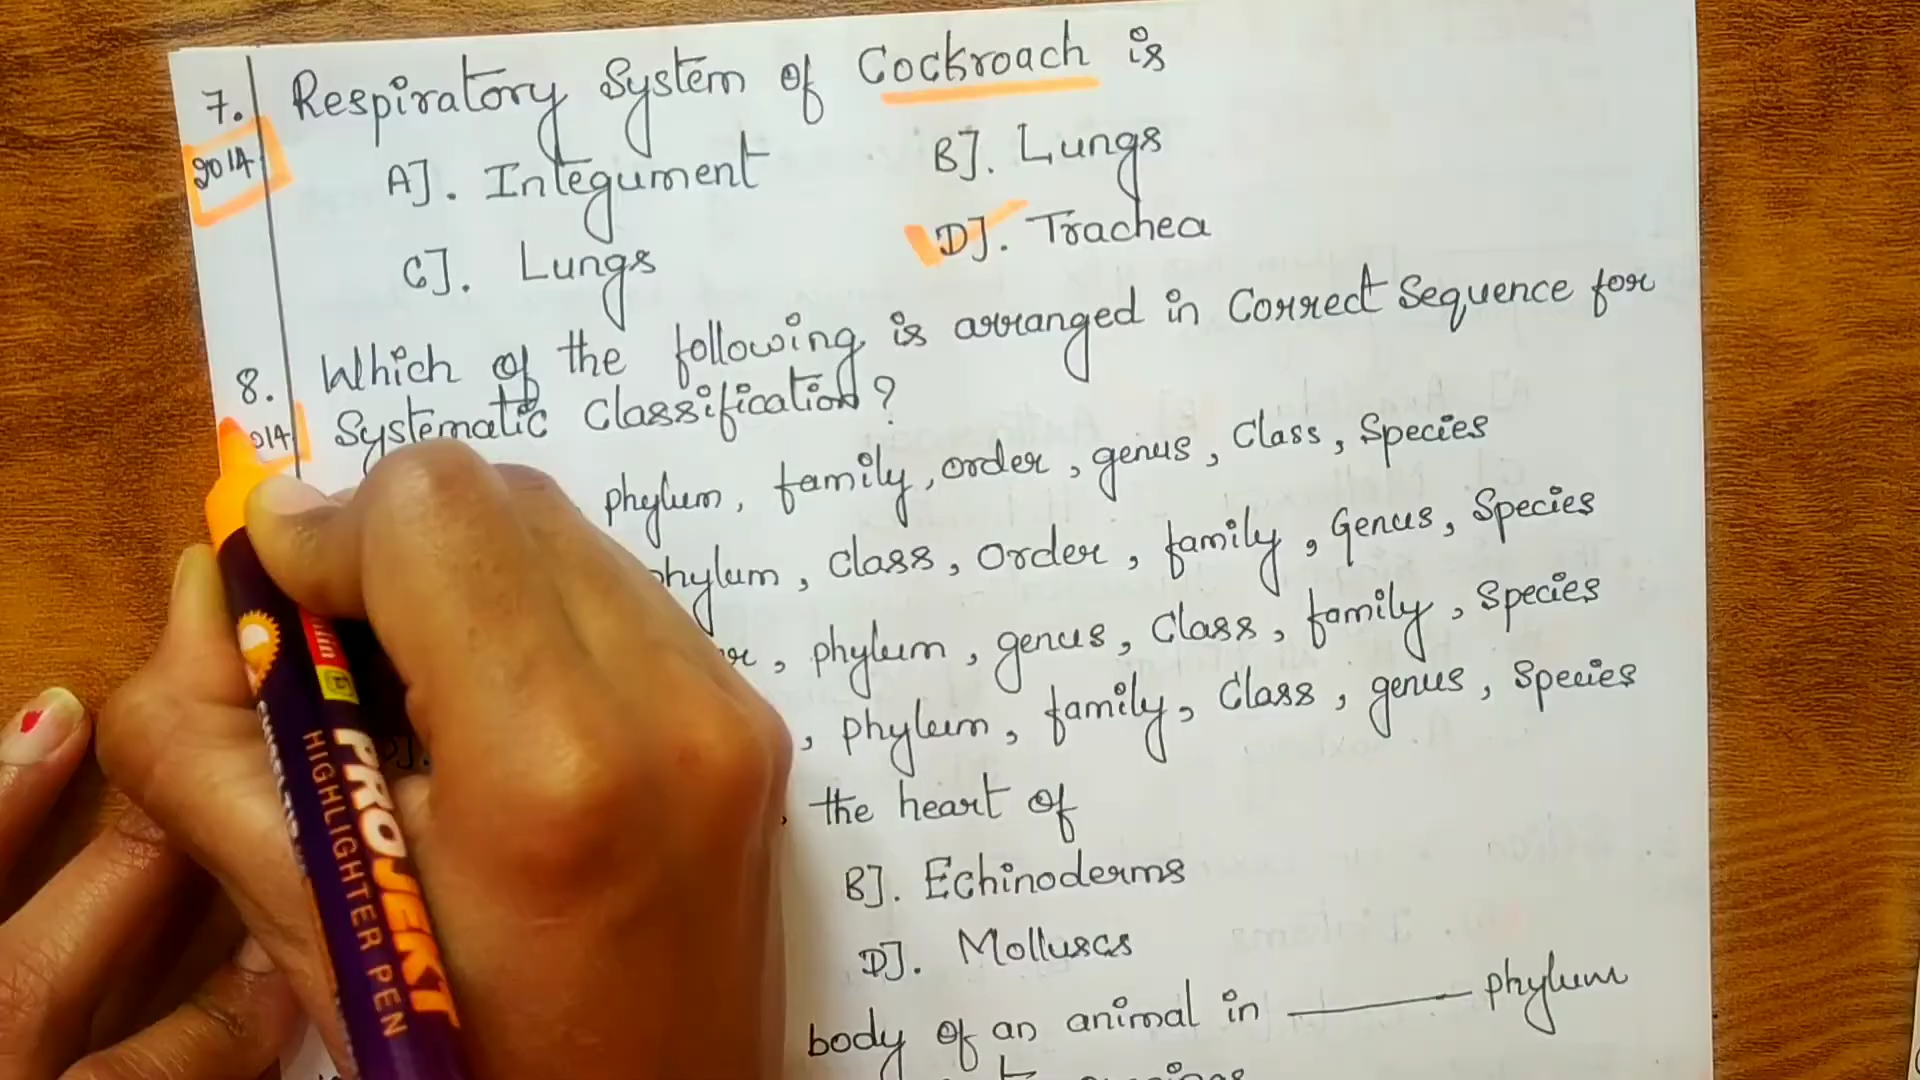 7. Respiratory System of Cockroach is
2014
A]. Integument B]. Lungs
C]. Lungs D]. Trachea
8. Which of the following is arranged in Correct Sequence for
014 Systematic Classification?
phylum, family, order, genus, Class, Species
phylum, Class, Order, family, Genus, Species
, phylum, genus, Class, family, Species
, phylum, family, Class, genus, Species
the heart of
B]. Echinoderms
D]. Molluscs
body of an animal in ______ phylum
PROJEKT
HIGHLIGHTER PEN